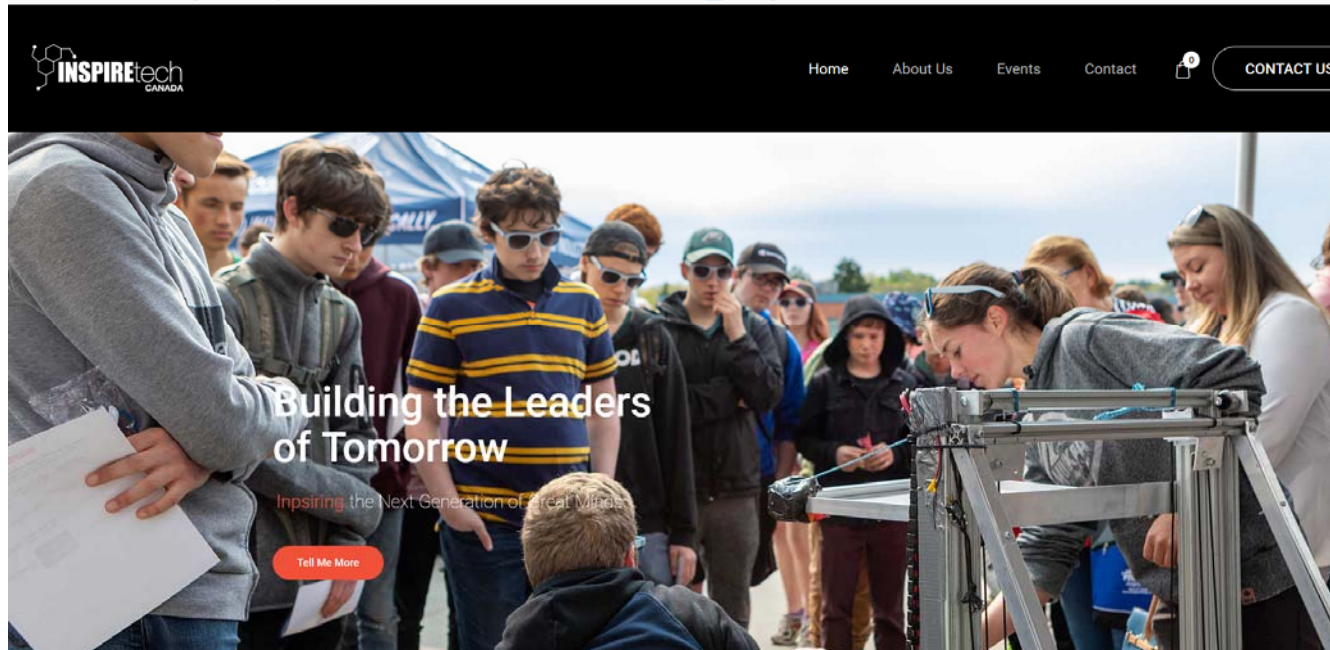 INSPIREtech
CANADA
Home About Us Events Contact 0 CONTACT US
CALLY
Building the Leaders
of Tomorrow
Inpsiring the Next Generation of Great Minds
Tell Me More